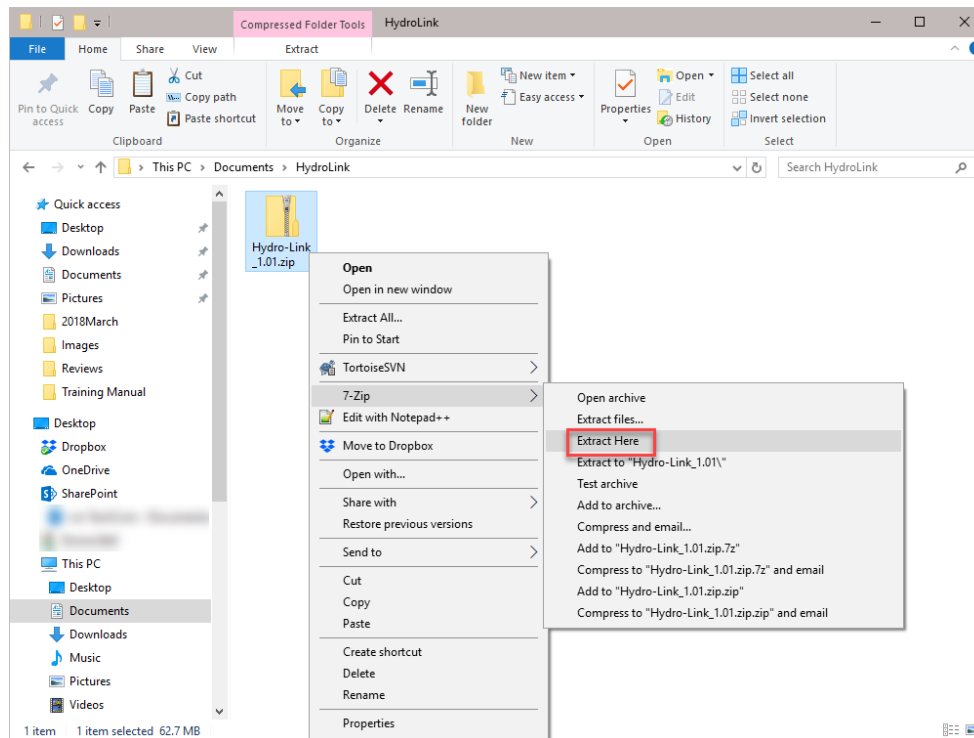 Compressed Folder Tools
HydroLink
File
Home
Share
View
Extract
Pin to Quick
access
Copy
Paste
Cut
Copy path
Paste shortcut
Clipboard
Move
to
Copy
to
Delete
Rename
Organize
New
folder
New item
Easy access
New
Properties
Open
Edit
History
Open
Select all
Select none
Invert selection
Select
This PC > Documents > HydroLink
Search HydroLink
Quick access
Desktop
Downloads
Documents
Pictures
2018March
Images
Reviews
Training Manual
Desktop
Dropbox
OneDrive
SharePoint
This PC
Desktop
Documents
Downloads
Music
Pictures
Videos
Hydro-Link
_1.01.zip
Open
Open in new window
Extract All...
Pin to Start
TortoiseSVN
7-Zip
Edit with Notepad++
Move to Dropbox
Open with...
Share with
Restore previous versions
Send to
Cut
Copy
Paste
Create shortcut
Delete
Rename
Properties
Open archive
Extract files...
Extract Here
Extract to "Hydro-Link_1.01\"
Test archive
Add to archive...
Compress and email...
Add to "Hydro-Link_1.01.zip.7z"
Compress to "Hydro-Link_1.01.zip.7z" and email
Add to "Hydro-Link_1.01.zip.zip"
Compress to "Hydro-Link_1.01.zip.zip" and email
1 item
1 item selected 62.7 MB